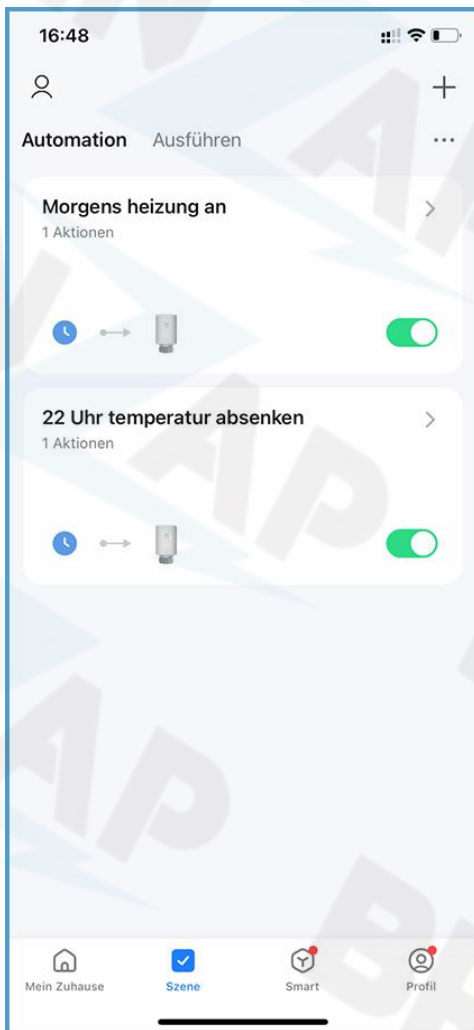 16:48
Automation Ausführen
Morgens heizung an
1 Aktionen
22 Uhr temperatur absenken
1 Aktionen
Mein Zuhause Szene Smart Profil